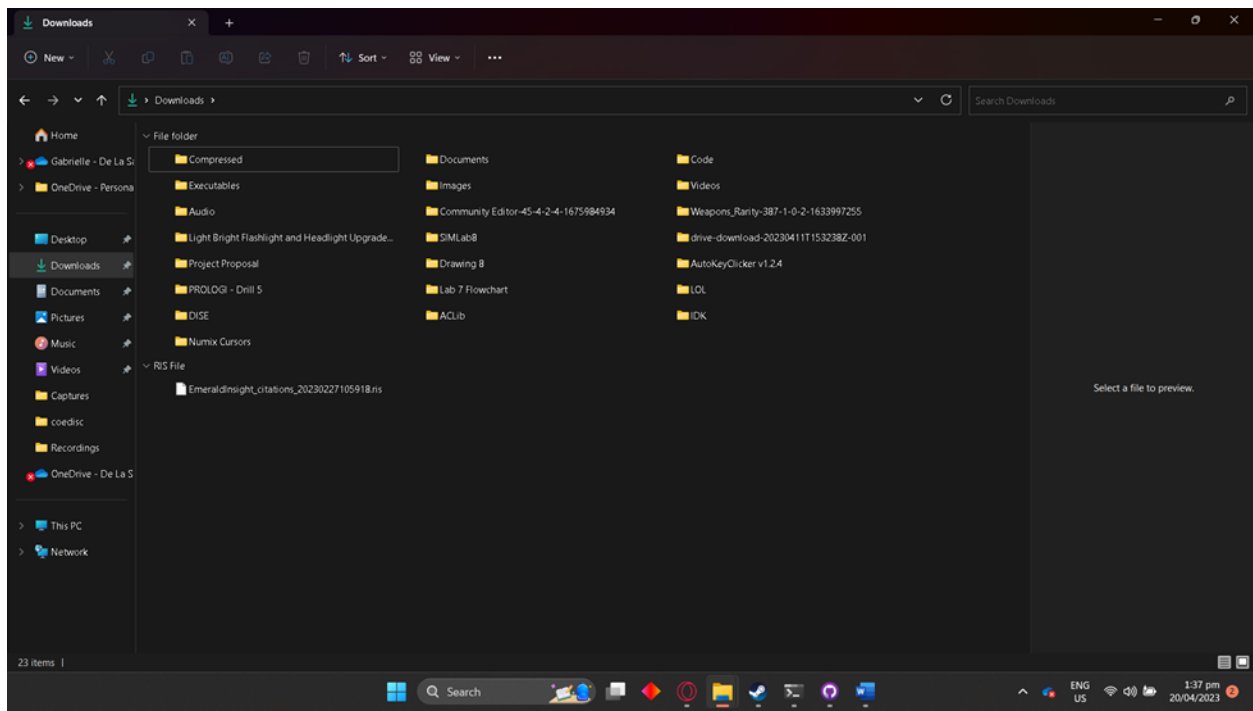 Downloads
New
Sort
View
Downloads
Search Downloads
Home
Gabrielle - De La Sa
OneDrive - Persona
Desktop
Downloads
Documents
Pictures
Music
Videos
Captures
coedisc
Recordings
OneDrive - De La S
This PC
Network
File folder
Compressed Documents Code
Executables Images Videos
Audio Community Editor-45-4-2-4-1675984934 Weapons_Rarity-387-1-0-2-1633997255
Light Bright Flashlight and Headlight Upgrade... SIMLab8 drive-download-20230411T153238Z-001
Project Proposal Drawing 8 AutoKeyClicker v1.2.4
PROLOGI - Drill 5 Lab 7 Flowchart LOL
DISE ACLib IDK
Numix Cursors
RIS File
EmeraldInsight_citations_20230227105918.ris
Select a file to preview.
23 items
Search
ENG
US
1:37 pm
20/04/2023
2